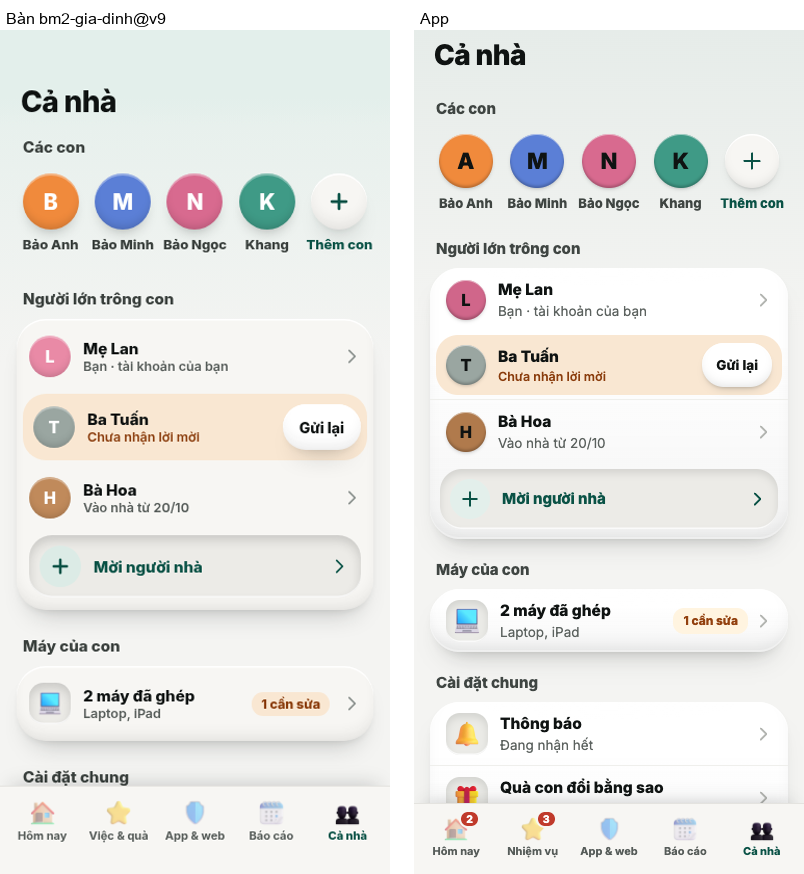 Bản bm2-gia-dinh@v9
Cả nhà
Các con
B M N K +
Bảo Anh Bảo Minh Bảo Ngọc Khang Thêm con
Người lớn trông con
L
Mẹ Lan
Bạn · tài khoản của bạn
T
Ba Tuấn
Chưa nhận lời mời
Gửi lại
H
Bà Hoa
Vào nhà từ 20/10
+ Mời người nhà
Máy của con
2 máy đã ghép
Laptop, iPad
1 cần sửa
Cài đặt chung
Hôm nay Việc & quà App & web Báo cáo Cả nhà
App
Cả nhà
Các con
A M N K +
Bảo Anh Bảo Minh Bảo Ngọc Khang Thêm con
Người lớn trông con
L
Mẹ Lan
Bạn · tài khoản của bạn
T
Ba Tuấn
Chưa nhận lời mời
Gửi lại
H
Bà Hoa
Vào nhà từ 20/10
+ Mời người nhà
Máy của con
2 máy đã ghép
Laptop, iPad
1 cần sửa
Cài đặt chung
Thông báo
Đang nhận hết
Quà con đổi bằng sao
2 3
Hôm nay Nhiệm vụ App & web Báo cáo Cả nhà